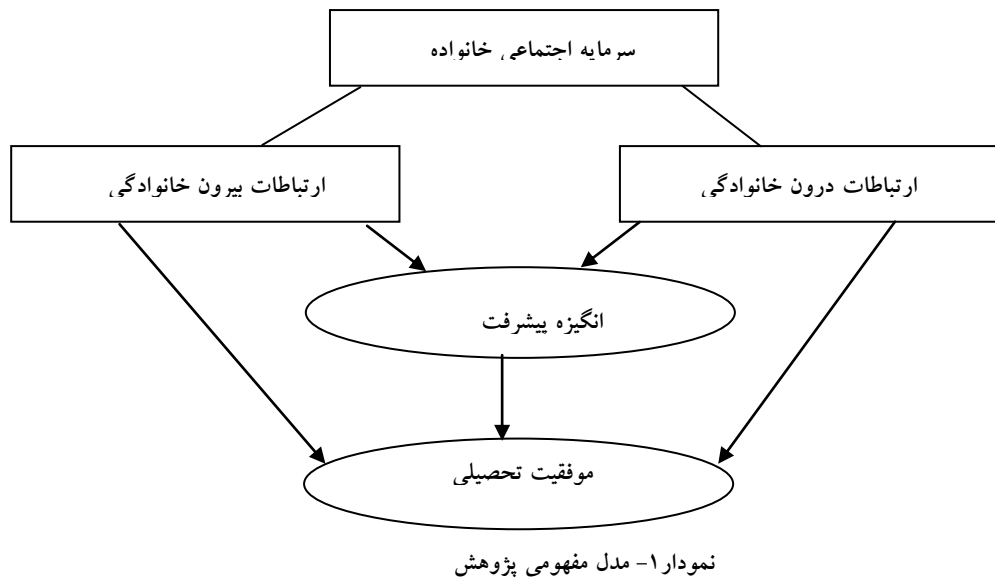 سرمایه اجتماعی خانواده
ارتباطات درون خانوادگی
ارتباطات بیرون خانوادگی
انگیزه پیشرفت
موفقیت تحصیلی
نمودار۱- مدل مفهومی پژوهش